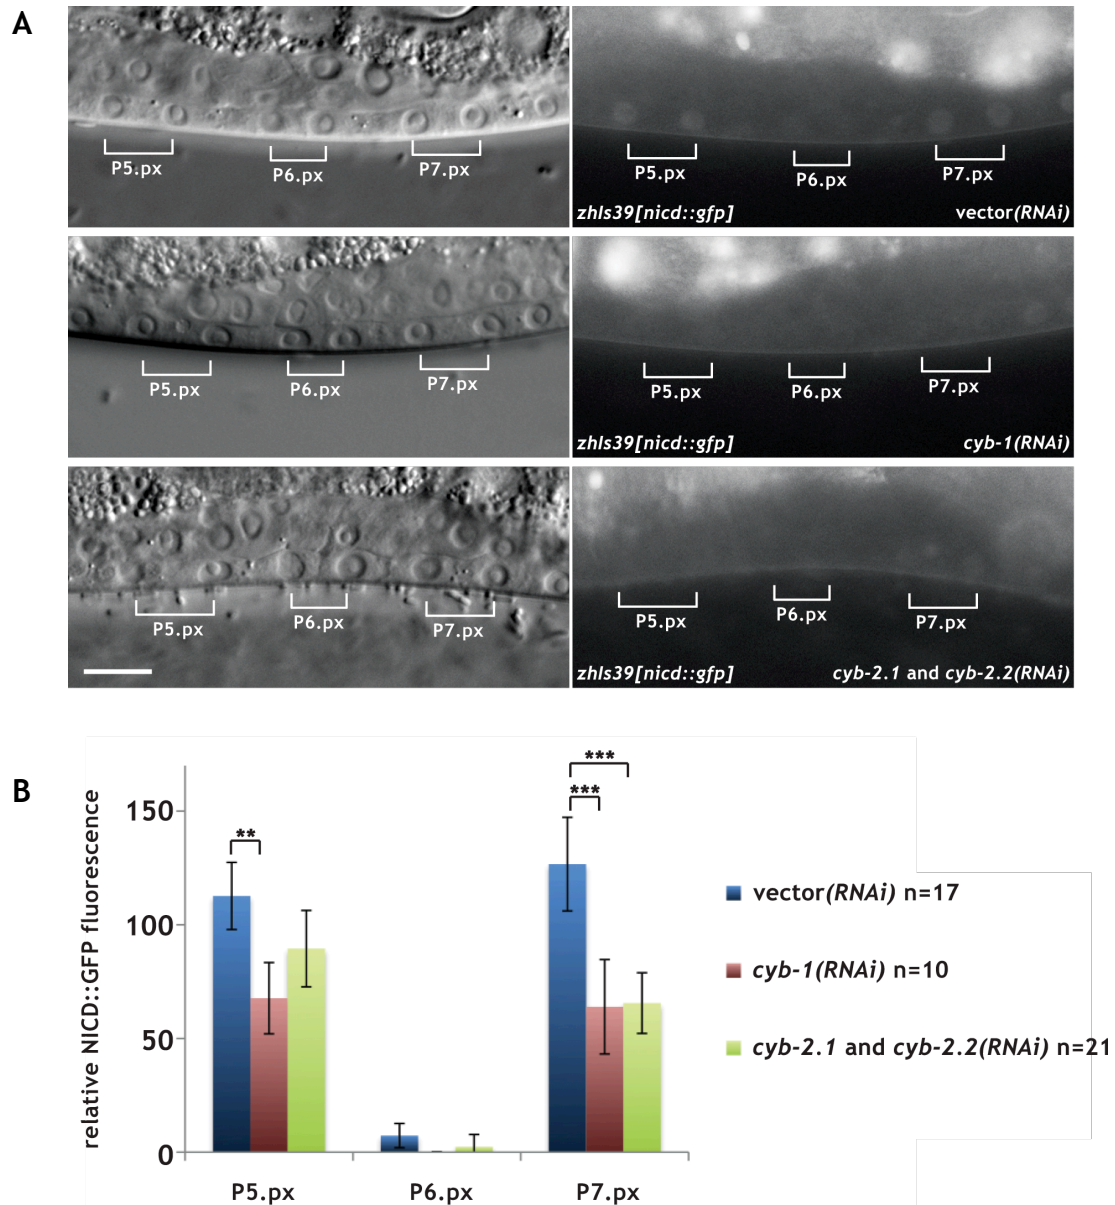 A
P5.px
P6.px
P7.px
P5.px
P6.px
P7.px
zhIs39[nicd::gfp]
vector(RNAi)
P5.px
P6.px
P7.px
P5.px
P6.px
P7.px
zhIs39[nicd::gfp]
cyb-1(RNAi)
P5.px
P6.px
P7.px
P5.px
P6.px
P7.px
zhIs39[nicd::gfp]
cyb-2.1 and cyb-2.2(RNAi)
B
relative NICD::GFP fluorescence
150
100
50
0
**
***
***
P5.px
P6.px
P7.px
vector(RNAi) n=17
cyb-1(RNAi) n=10
cyb-2.1 and cyb-2.2(RNAi) n=21